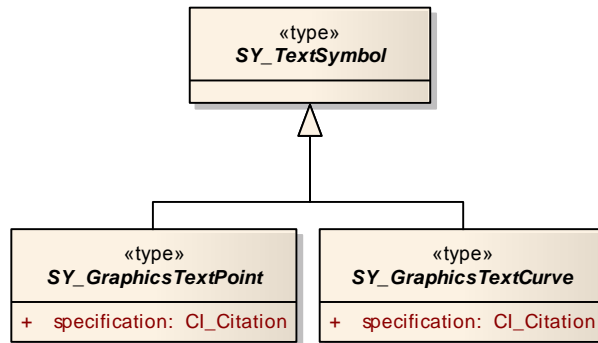 «type»
SY_TextSymbol
«type»
SY_GraphicsTextPoint
+ specification: CI_Citation
«type»
SY_GraphicsTextCurve
+ specification: CI_Citation